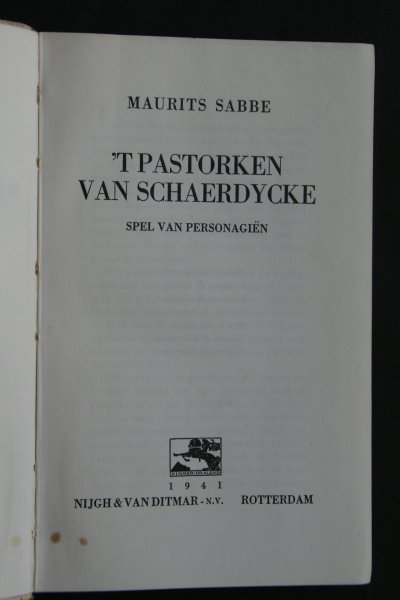 MAURITS SABBE
'T PASTORKEN
VAN SCHAERDYCKE
SPEL VAN PERSONAGIËN
1941
NIJGH & VAN DITMAR - N.V. ROTTERDAM